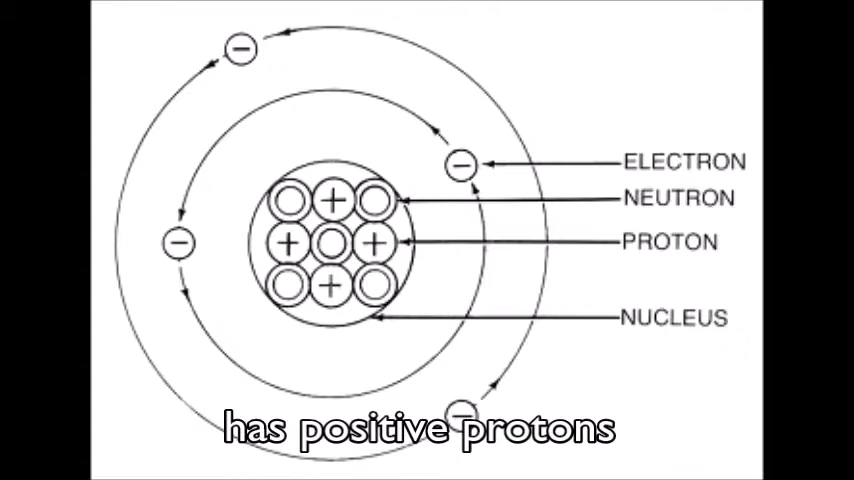 ELECTRON
NEUTRON
PROTON
NUCLEUS
has positive protons